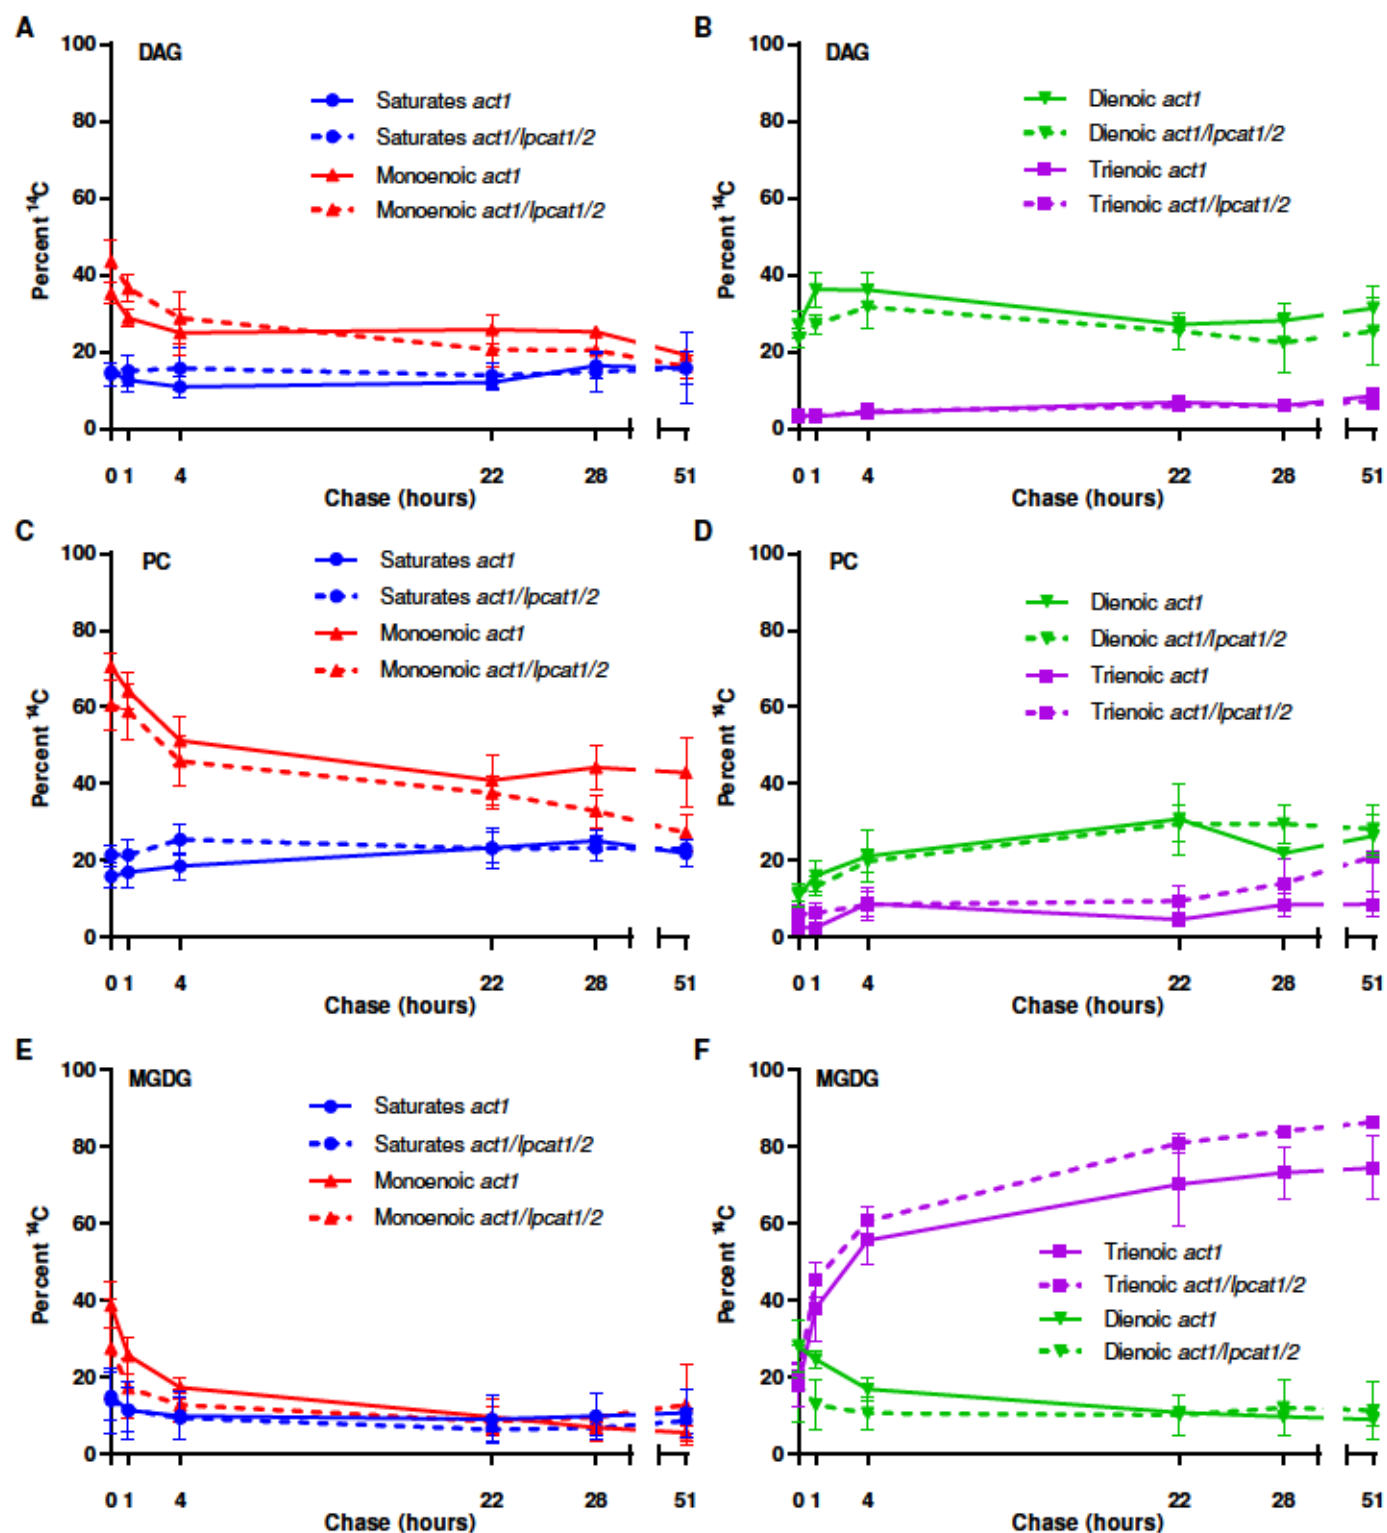 A
B
100
80
60
40
20
0
Percent ¹⁴C
DAG
Saturates act1
Saturates act1/lpcat1/2
Monoenoic act1
Monoenoic act1/lpcat1/2
0 1 4 22 28 51
Chase (hours)
100
80
60
40
20
0
Percent ¹⁴C
DAG
Dienoic act1
Dienoic act1/lpcat1/2
Trienoic act1
Trienoic act1/lpcat1/2
0 1 4 22 28 51
Chase (hours)
C
D
100
80
60
40
20
0
Percent ¹⁴C
PC
Saturates act1
Saturates act1/lpcat1/2
Monoenoic act1
Monoenoic act1/lpcat1/2
0 1 4 22 28 51
Chase (hours)
100
80
60
40
20
0
Percent ¹⁴C
PC
Dienoic act1
Dienoic act1/lpcat1/2
Trienoic act1
Trienoic act1/lpcat1/2
0 1 4 22 28 51
Chase (hours)
E
F
100
80
60
40
20
0
Percent ¹⁴C
MGDG
Saturates act1
Saturates act1/lpcat1/2
Monoenoic act1
Monoenoic act1/lpcat1/2
0 1 4 22 28 51
Chase (hours)
100
80
60
40
20
0
Percent ¹⁴C
MGDG
Trienoic act1
Trienoic act1/lpcat1/2
Dienoic act1
Dienoic act1/lpcat1/2
0 1 4 22 28 51
Chase (hours)